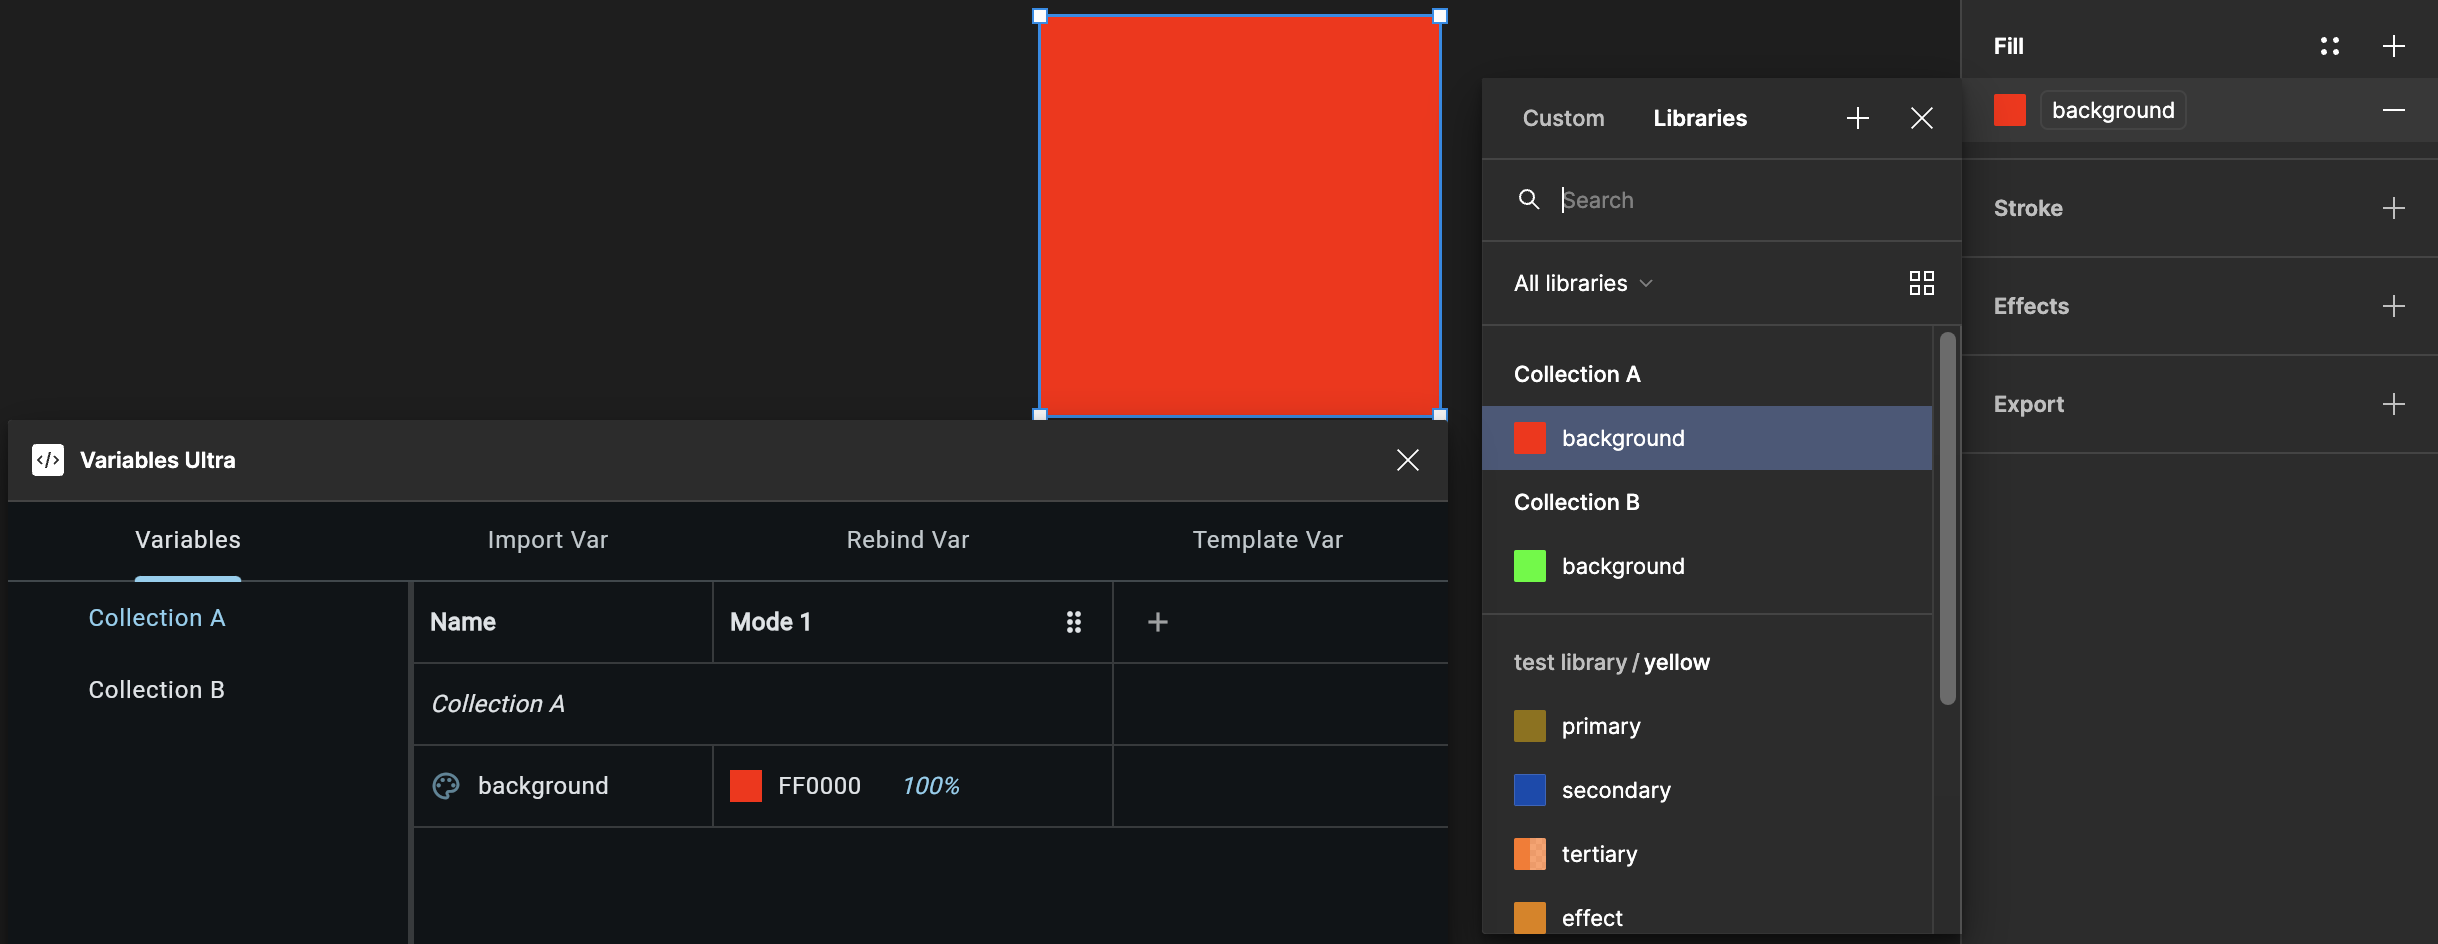 Fill
background
Stroke
Effects
Export
Custom Libraries
Search
All libraries
Collection A
background
Collection B
background
test library / yellow
primary
secondary
tertiary
effect
Variables Ultra
Variables Import Var Rebind Var Template Var
Collection A
Collection B
Name Mode 1
Collection A
background FF0000 100%